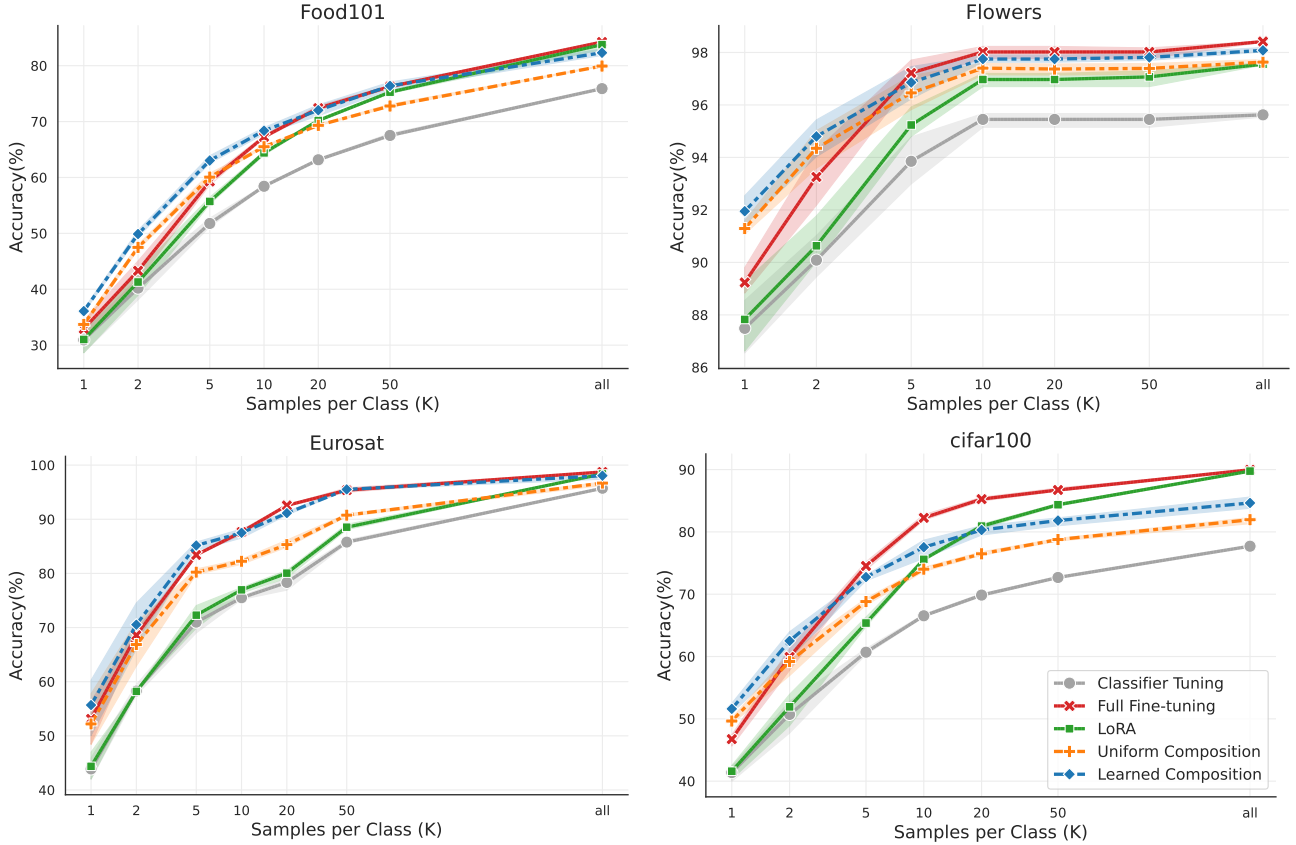 Food101
Accuracy(%)
80
70
60
50
40
30
1 2 5 10 20 50 all
Samples per Class (K)
Flowers
Accuracy(%)
98
96
94
92
90
88
86
1 2 5 10 20 50 all
Samples per Class (K)
Eurosat
Accuracy(%)
100
90
80
70
60
50
40
1 2 5 10 20 50 all
Samples per Class (K)
cifar100
Accuracy(%)
90
80
70
60
50
40
Classifier Tuning
Full Fine-tuning
LoRA
Uniform Composition
Learned Composition
1 2 5 10 20 50 all
Samples per Class (K)